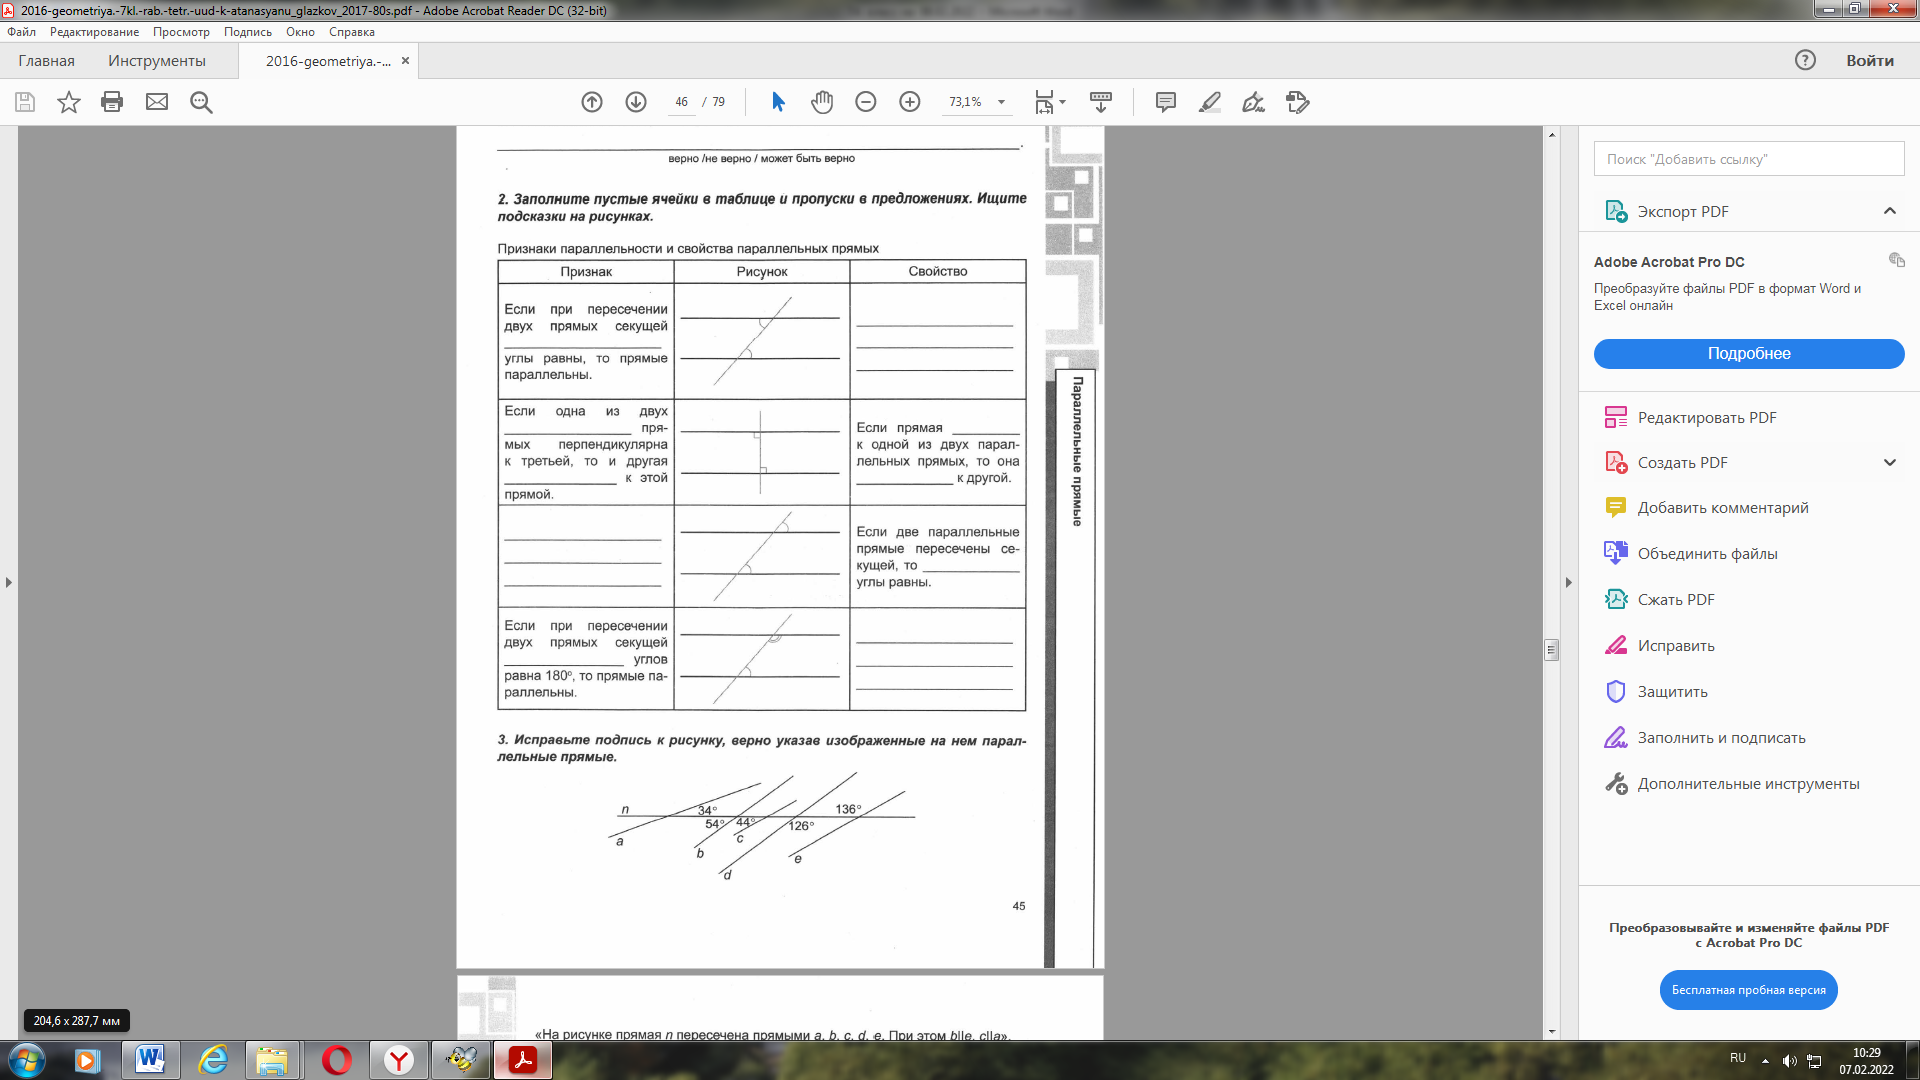 2016-geometriya.-7kl.-rab.-tetr.-uud-k-atanasyanu_glazkov_2017-80s.pdf - Adobe Acrobat Reader DC (32-bit)
Файл Редактирование Просмотр Подпись Окно Справка
Главная Инструменты 2016-geometriya.-... ×
Войти
46 / 79 73,1%
верно /не верно / может быть верно
2. Заполните пустые ячейки в таблице и пропуски в предложениях. Ищите
подсказки на рисунках.
Признаки параллельности и свойства параллельных прямых
Признак Рисунок Свойство
Если при пересечении
двух прямых секущей
углы равны, то прямые
параллельны.
Если одна из двух
пря-
мых перпендикулярна
к третьей, то и другая
к этой
прямой.
Если прямая
к одной из двух парал-
лельных прямых, то она
к другой.
Если две параллельные
прямые пересечены се-
кущей, то
углы равны.
Если при пересечении
двух прямых секущей
углов
равна 180°, то прямые па-
раллельны.
3. Исправьте подпись к рисунку, верно указав изображенные на нем парал-
лельные прямые.
n 34° 136°
54° 44° 126°
a c
b e
d
45
Параллельные прямые
«На рисунке прямая n пересечена прямыми a, b, c, d, e. При этом b||e, c||a».
204,6 x 287,7 мм
Поиск "Добавить ссылку"
Экспорт PDF
Adobe Acrobat Pro DC
Преобразуйте файлы PDF в формат Word и
Excel онлайн
Подробнее
Редактировать PDF
Создать PDF
Добавить комментарий
Объединить файлы
Сжать PDF
Исправить
Защитить
Заполнить и подписать
Дополнительные инструменты
Преобразовывайте и изменяйте файлы PDF
с Acrobat Pro DC
Бесплатная пробная версия
RU
10:29
07.02.2022